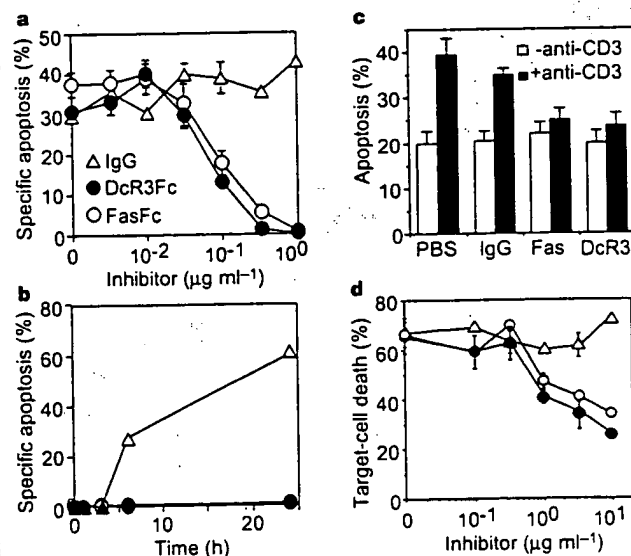 a
Specific apoptosis (%)
50
40
30
20
10
0
△ IgG
● DcR3Fc
○ FasFc
0 10⁻² 10⁻¹ 10⁰
Inhibitor (μg ml⁻¹)
b
Specific apoptosis (%)
80
60
40
20
0
0 10 20
Time (h)
c
Apoptosis (%)
40
30
20
10
0
-anti-CD3
+anti-CD3
PBS IgG Fas DcR3
d
Target-cell death (%)
80
60
40
20
0
0 10⁻¹ 10⁰ 10¹
Inhibitor (μg ml⁻¹)